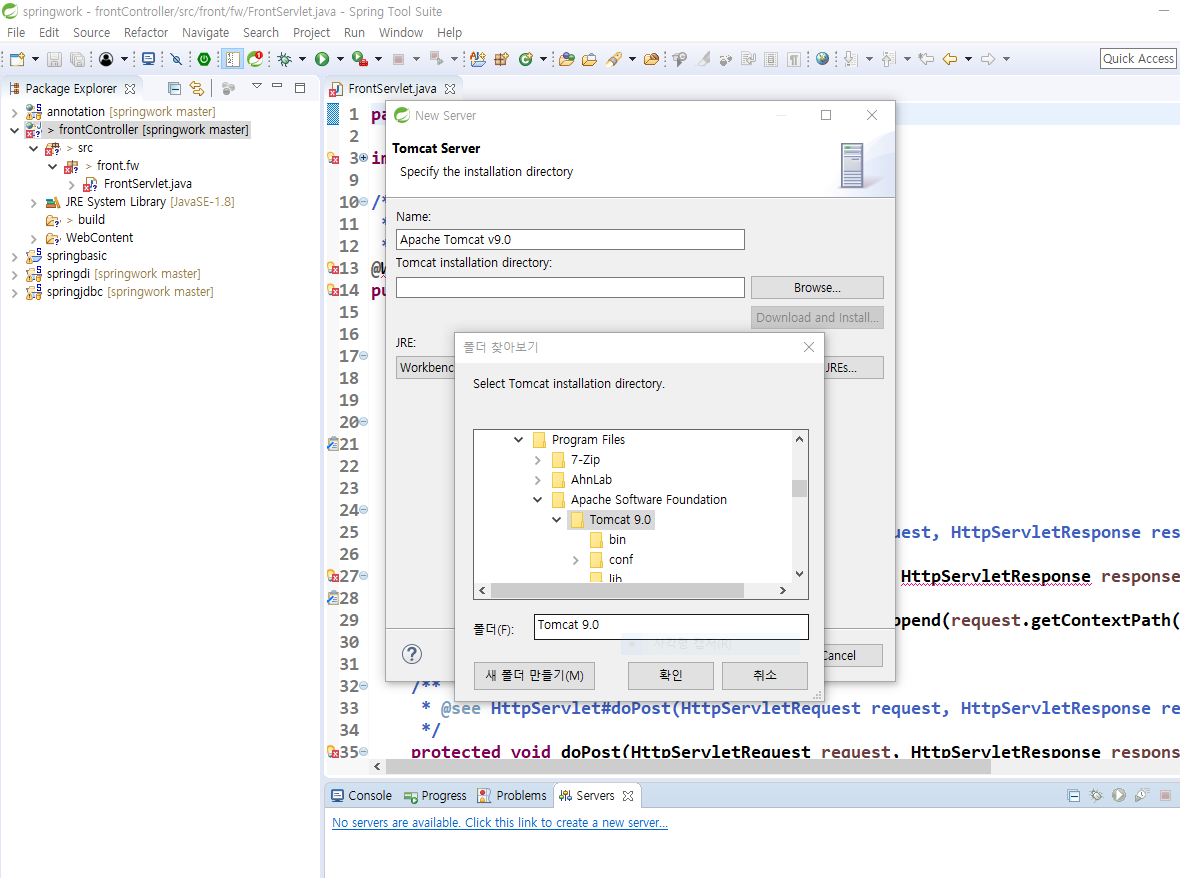 springwork - frontController/src/front/fw/FrontServlet.java - Spring Tool Suite
File Edit Source Refactor Navigate Search Project Run Window Help
Quick Access
Package Explorer
annotation [springwork master]
> frontController [springwork master]
> src
> front.fw
FrontServlet.java
JRE System Library [JavaSE-1.8]
> build
WebContent
springbasic
springdi [springwork master]
springjdbc [springwork master]
FrontServlet.java
1 pa
2
3 im
9
10 /*
11 *
12 *
13 @W
14 pu
15
16
17
18
19
20
21
22
23
24
25 uest, HttpServletResponse res
26
27 HttpServletResponse response
28
29 ppend(request.getContextPath(
30
31
32 /**
33 * @see HttpServlet#doPost(HttpServletRequest request, HttpServletResponse re
34 */
35 protected void doPost(HttpServletRequest request, HttpServletResponse respons
New Server
Tomcat Server
Specify the installation directory
Name:
Apache Tomcat v9.0
Tomcat installation directory:
Browse...
Download and Install...
JRE:
Workbenc
JREs...
Cancel
폴더 찾아보기
Select Tomcat installation directory.
Program Files
7-Zip
AhnLab
Apache Software Foundation
Tomcat 9.0
bin
conf
lib
폴더(F):
Tomcat 9.0
새 폴더 만들기(M)
확인
취소
Console
Progress
Problems
Servers
No servers are available. Click this link to create a new server...